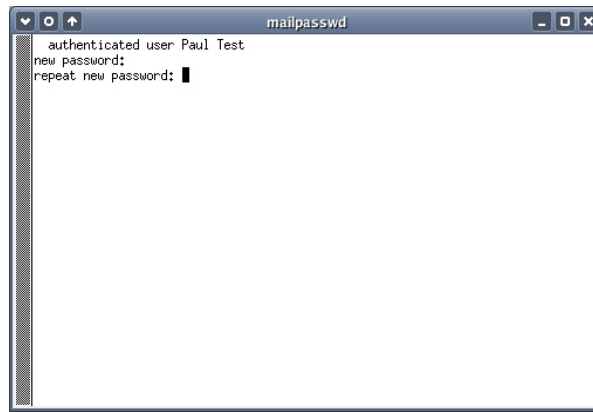 mailpasswd
authenticated user Paul Test
new password:
repeat new password: